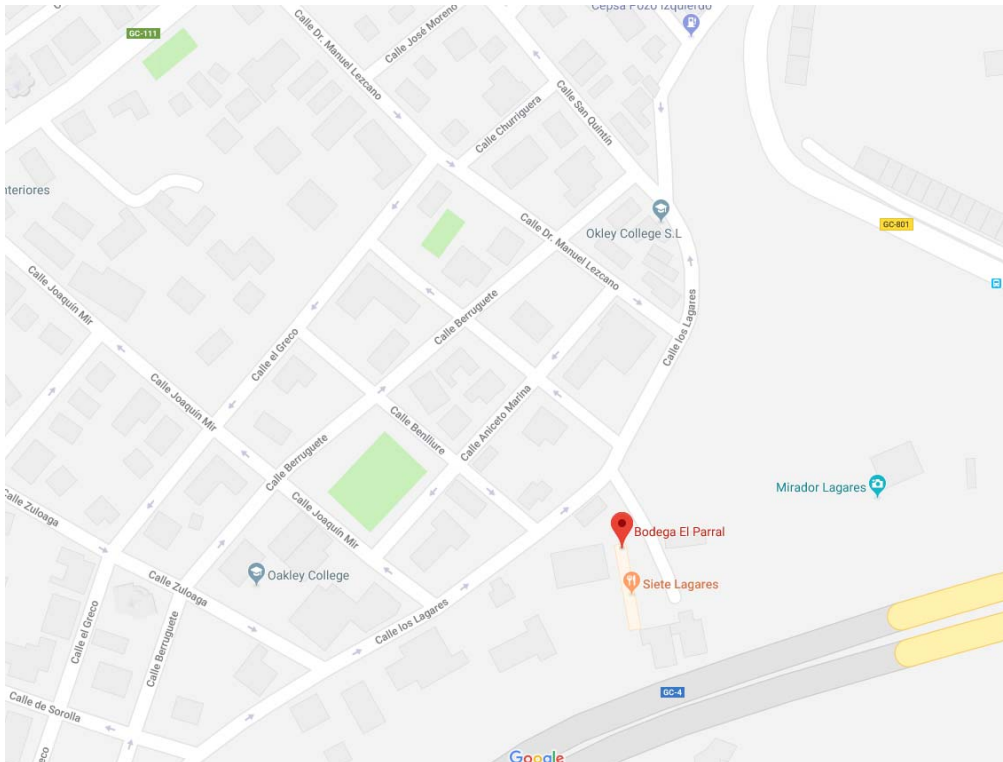 Cepsa Pozo Izquierdo
GC-111
Calle Dr. Manuel Lezcano
Calle José Moreno
Calle San Quintín
Calle Churriguera
nteriores
Okley College S.L
GC-801
Calle Dr. Manuel Lezcano
Calle Joaquín Mir
Calle Berruguete
Calle los Lagares
Calle el Greco
Calle Joaquín Mir
Calle Aniceto Marina
Calle Benlliure
Calle Berruguete
Mirador Lagares
Calle Zuloaga
Calle Joaquín Mir
Bodega El Parral
Oakley College
Siete Lagares
Calle Zuloaga
Calle los Lagares
Calle el Greco
Calle Berruguete
GC-4
Calle de Sorolla
eco
Google